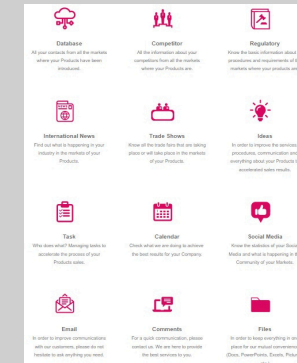 Database
All your contacts from all the markets
where your Products have been
introduced.
Competitor
All the information about your
competitors from all the markets
where your Products are.
Regulatory
Know the basic information about
procedures and requirements of
markets where your products are
International News
Find out what is happening in your
industry in the markets of your
Products.
Trade Shows
Know all the trade fairs that are taking
place or will take place in the markets
of your Products.
Ideas
In order to improve the services,
procedures, communication and
everything about your Products
accelerated sales results.
Task
Who does what? Managing tasks to
accelerate the process of your
Products sales.
Calendar
Check what we are doing to achieve
the best results for your Company.
Social Media
Know the statistics of your Social
Media and what is happening in
Community of your Markets.
Email
In order to improve communications
with our customers, please do not
hesitate to ask anything you need.
Comments
For a quick communication, please
contact us. We are here to provide
the best services to you.
Files
In order to keep everything in
place for our mutual convenience
(Docs, Powerpoints, Excels,